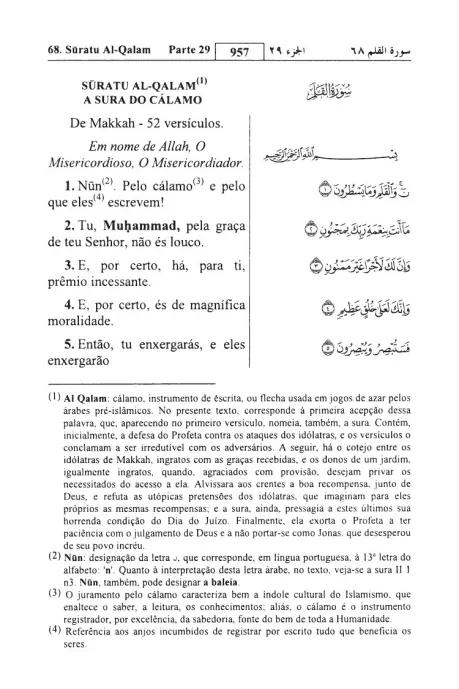 68. Sūratu Al-Qalam Parte 29 957 الجزء ٢٩ سورة القلم ٦٨
SŪRATU AL-QALAM(1)
A SURA DO CÁLAMO
سُورَةُ القَلَمِ
De Makkah - 52 versículos.
Em nome de Allah, O
Misericordioso, O Misericordiador.
بِسْمِ اللَّهِ الرَّحْمَٰنِ الرَّحِيمِ
1. Nūn(2). Pelo cálamo(3) e pelo
que eles(4) escrevem!
نٓ وَالْقَلَمِ وَمَا يَسْطُرُونَ ١
2. Tu, Muḥammad, pela graça
de teu Senhor, não és louco.
مَا أَنتَ بِنِعْمَةِ رَبِّكَ بِمَجْنُونٍ ٢
3. E, por certo, há, para ti,
prêmio incessante.
وَإِنَّ لَكَ لَأَجْرًا غَيْرَ مَمْنُونٍ ٣
4. E, por certo, és de magnífica
moralidade.
وَإِنَّكَ لَعَلَىٰ خُلُقٍ عَظِيمٍ ٤
5. Então, tu enxergarás, e eles
enxergarão
فَسَتُبْصِرُ وَيُبْصِرُونَ ٥
(1) Al Qalam: cálamo, instrumento de éscrita, ou flecha usada em jogos de azar pelos
árabes pré-islâmicos. No presente texto, corresponde à primeira acepção dessa
palavra, que, aparecendo no primeiro versículo, nomeia, também, a sura. Contém,
inicialmente, a defesa do Profeta contra os ataques dos idólatras, e os versículos o
conclamam a ser irredutível com os adversários. A seguir, há o cotejo entre os
idólatras de Makkah, ingratos com as graças recebidas, e os donos de um jardim,
igualmente ingratos, quando, agraciados com provisão, desejam privar os
necessitados do acesso a ela. Alvissara aos crentes a boa recompensa, junto de
Deus, e refuta as utópicas pretensões dos idólatras, que imaginam para eles
próprios as mesmas recompensas; e a sura, ainda, pressagia a estes últimos sua
horrenda condição do Dia do Juízo. Finalmente, ela exorta o Profeta a ter
paciência com o julgamento de Deus e a não portar-se como Jonas, que desesperou
de seu povo incréu.
(2) Nūn: designação da letra ن, que corresponde, em língua portuguesa, à 13ª letra do
alfabeto: 'n'. Quanto à interpretação desta letra árabe, no texto, veja-se a sura II 1
n3. Nūn, também, pode designar a baleia.
(3) O juramento pelo cálamo caracteriza bem a índole cultural do Islamismo, que
enaltece o saber, a leitura, os conhecimentos; aliás, o cálamo é o instrumento
registrador, por excelência, da sabedoria, fonte do bem de toda a Humanidade.
(4) Referência aos anjos incumbidos de registrar por escrito tudo que beneficia os
seres.